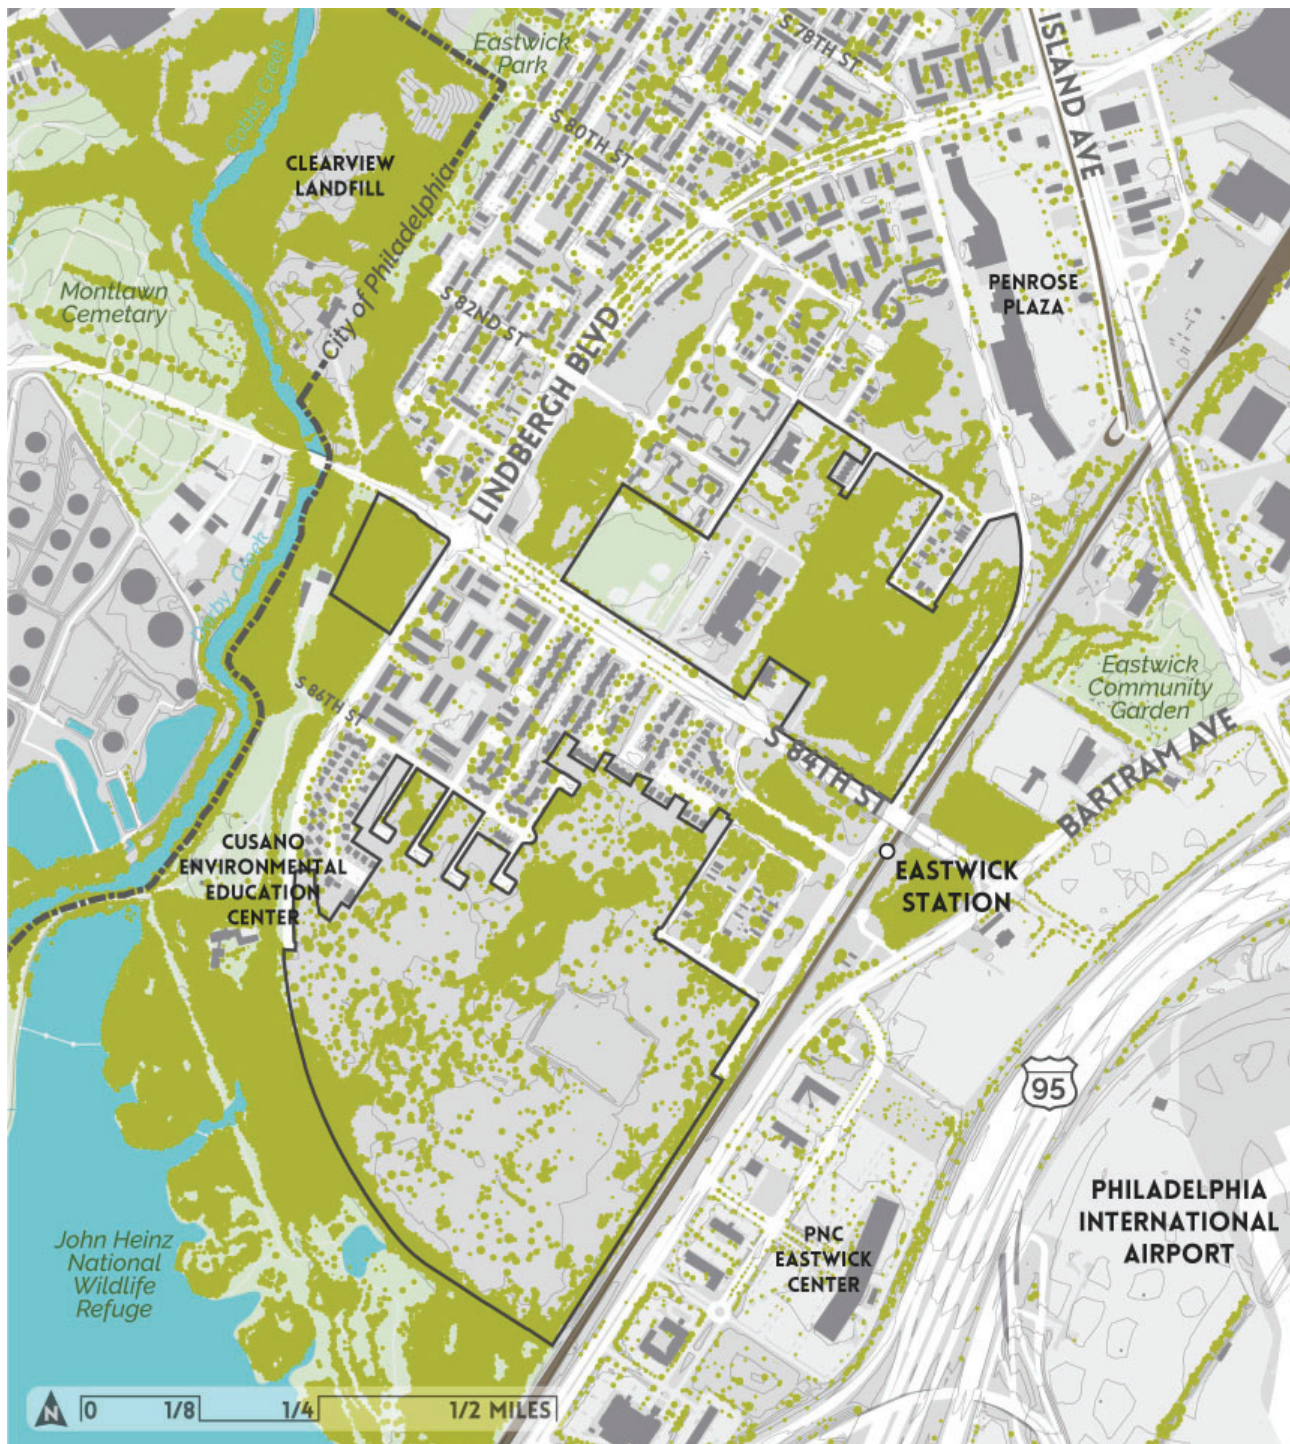 Eastwick
Park
S 78TH ST
ISLAND AVE
Cobbs Creek
CLEARVIEW
LANDFILL
S 80TH ST
City of Philadelphia
Montlawn
Cemetary
S 82ND ST
LINDBERGH BLVD
PENROSE
PLAZA
Darby Creek
Eastwick
Community
Garden
S 86TH ST
S 84TH ST
BARTRAM AVE
CUSANO
ENVIRONMENTAL
EDUCATION
CENTER
EASTWICK
STATION
95
PHILADELPHIA
INTERNATIONAL
AIRPORT
John Heinz
National
Wildlife
Refuge
PNC
EASTWICK
CENTER
N 0 1/8 1/4 1/2 MILES